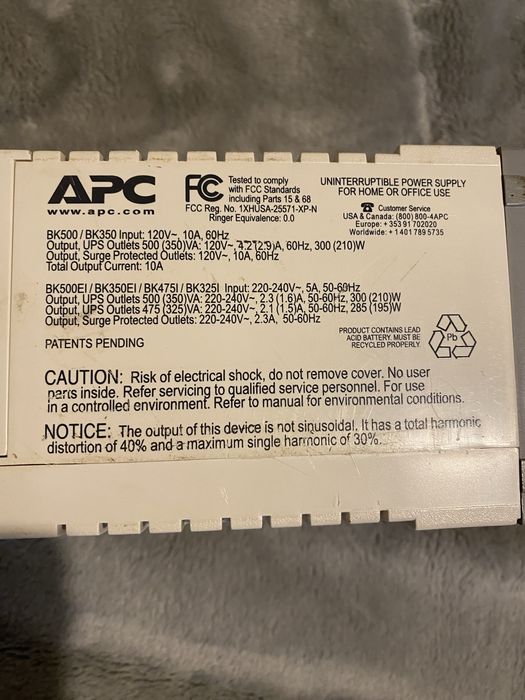 APC
www.apc.com
FCC
Tested to comply
with FCC Standards
including Parts 15 & 68
FCC Reg. No. 1XHUSA-25571-XP-N
Ringer Equivalence: 0.0
UNINTERRUPTIBLE POWER SUPPLY
FOR HOME OR OFFICE USE
Customer Service
USA & Canada: (800) 800-4APC
Europe: + 353 91 702020
Worldwide: + 1 401 789 5735
BK500 / BK350 Input: 120V~, 10A, 60Hz
Output, UPS Outlets 500 (350)VA: 120V~, 4.2(2.9)A, 60Hz, 300 (210)W
Output, Surge Protected Outlets: 120V~, 10A, 60Hz
Total Output Current: 10A
BK500EI / BK350EI / BK475I / BK325I Input: 220-240V~, 5A, 50-60Hz
Output, UPS Outlets 500 (350)VA: 220-240V~, 2.3 (1.6)A, 50-60Hz, 300 (210)W
Output, UPS Outlets 475 (325)VA: 220-240V~, 2.1 (1.5)A, 50-60Hz, 285 (195)W
Output, Surge Protected Outlets: 220-240V~, 2.3A, 50-60Hz
PATENTS PENDING
PRODUCT CONTAINS LEAD
ACID BATTERY. MUST BE
RECYCLED PROPERLY.
Pb
CAUTION: Risk of electrical shock, do not remove cover. No user
parts inside. Refer servicing to qualified service personnel. For use
in a controlled environment. Refer to manual for environmental conditions.
NOTICE: The output of this device is not sinusoidal. It has a total harmonic
distortion of 40% and a maximum single harmonic of 30%.